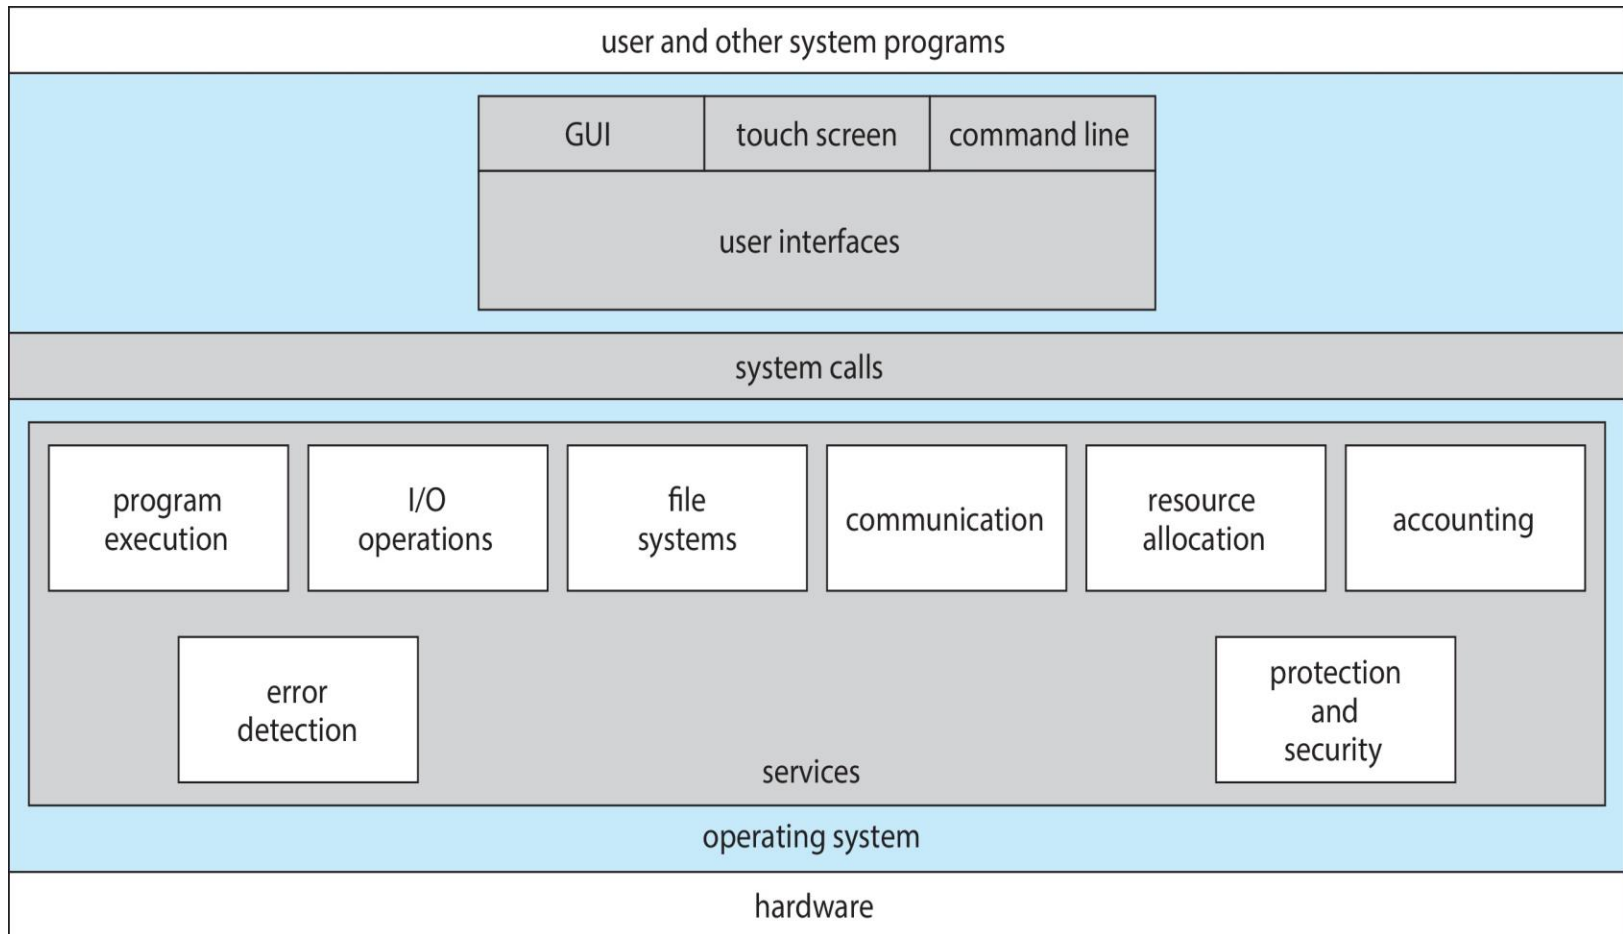 user and other system programs
GUI
touch screen
command line
user interfaces
system calls
program
execution
I/O
operations
file
systems
communication
resource
allocation
accounting
error
detection
protection
and
security
services
operating system
hardware